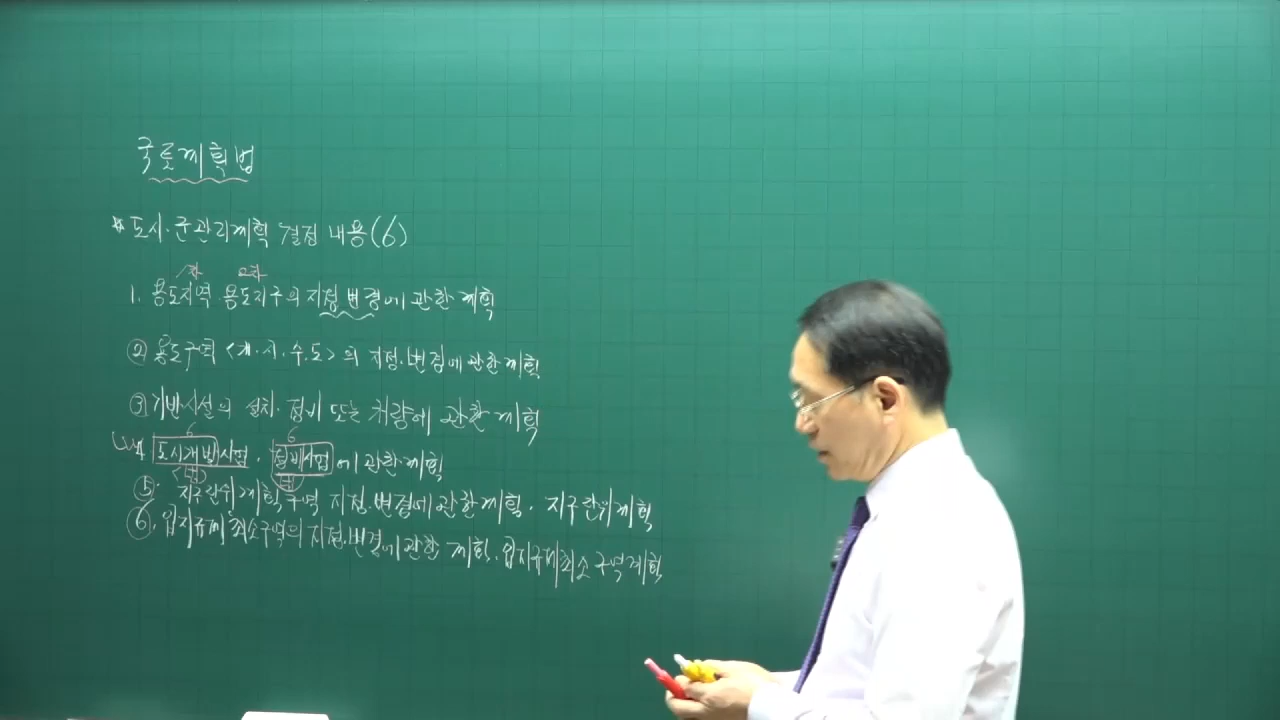 국토계획법
* 도시·군관리계획 결정 내용(6)
1. 용도지역·용도지구의 지정·변경에 관한 계획
② 용도구역 <개·시·수·도>의 지정·변경에 관한 계획
③ 기반시설의 설치·정비 또는 개량에 관한 계획
6 6
4 도시개발사업·정비사업에 관한 계획
<법> 법
⑤ 지구단위계획구역 지정·변경에 관한 계획·지구단위계획
⑥ 입지규제최소구역의 지정·변경에 관한 계획·입지규제최소구역계획